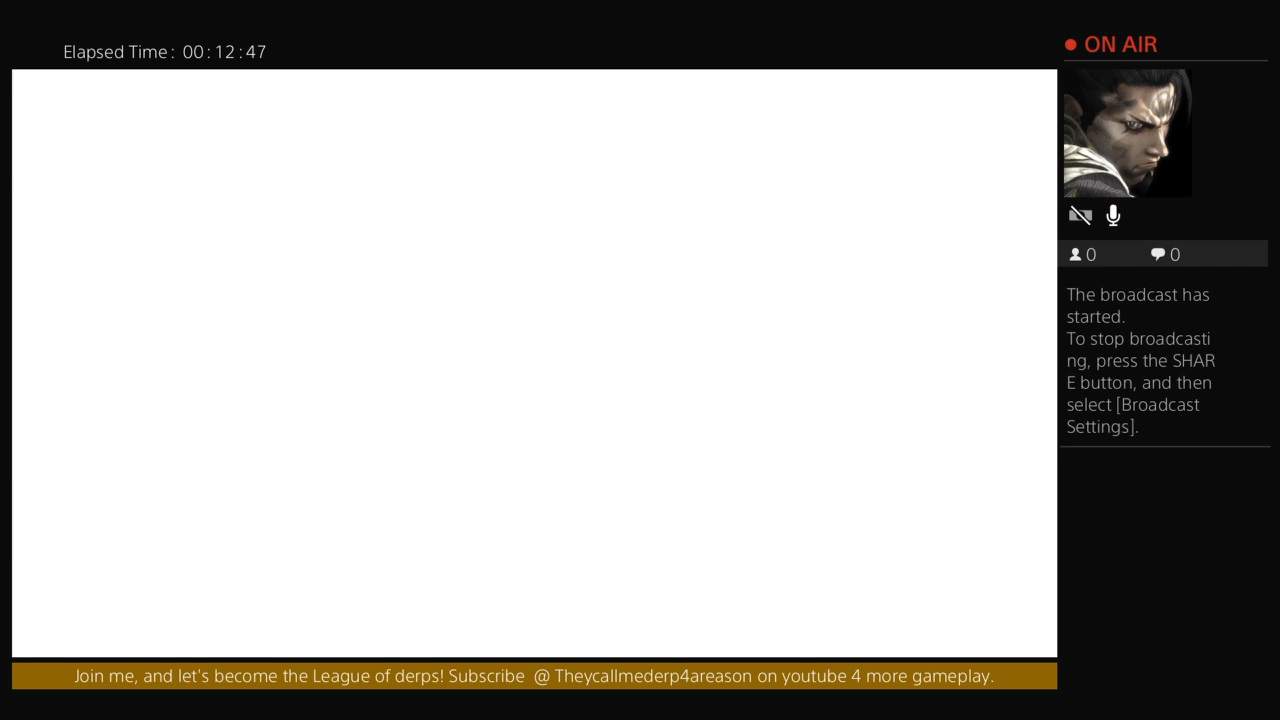 Elapsed Time: 00:12:47
ON AIR
0 0
The broadcast has
started.
To stop broadcasti
ng, press the SHAR
E button, and then
select [Broadcast
Settings].
Join me, and let's become the League of derps! Subscribe @ Theycallmederp4areason on youtube 4 more gameplay.